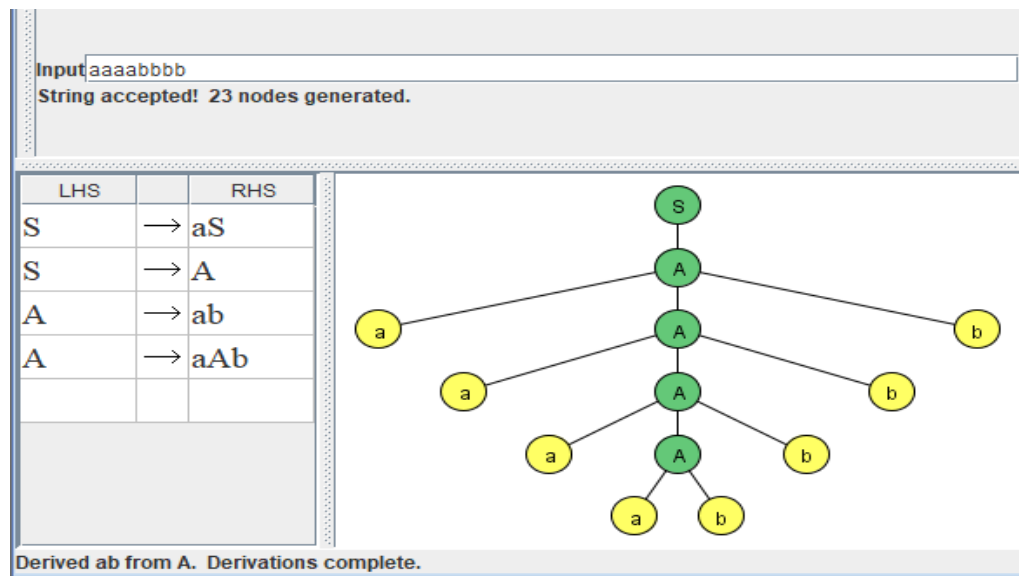 Input aaaabbbb
String accepted! 23 nodes generated.
LHS RHS
S → aS
S → A
A → ab
A → aAb
S
A
a A b
a A b
a A b
a b
Derived ab from A. Derivations complete.